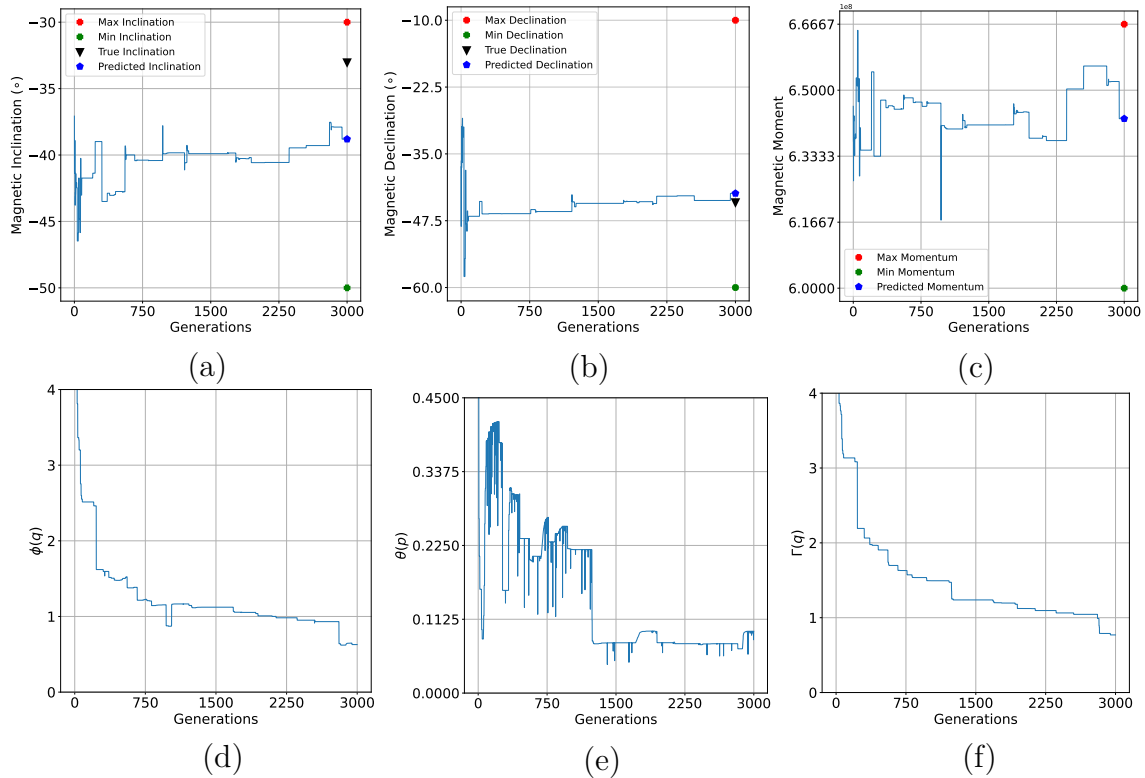 −30
−35
−40
−45
−50
Magnetic Inclination (∘)
Max Inclination
Min Inclination
True Inclination
Predicted Inclination
0 750 1500 2250 3000
Generations
(a)
−10.0
−22.5
−35.0
−47.5
−60.0
Magnetic Declination (∘)
Max Declination
Min Declination
True Declination
Predicted Declination
0 750 1500 2250 3000
Generations
(b)
1e8
6.66667
6.5000
6.3333
6.1667
6.0000
Magnetic Moment
Max Momentum
Min Momentum
Predicted Momentum
0 750 1500 2250 3000
Generations
(c)
4
3
2
1
0
ϕ(q)
0 750 1500 2250 3000
Generations
(d)
0.4500
0.3375
0.2250
0.1125
0.0000
θ(p)
0 750 1500 2250 3000
Generations
(e)
4
3
2
1
0
Γ(q)
0 750 1500 2250 3000
Generations
(f)